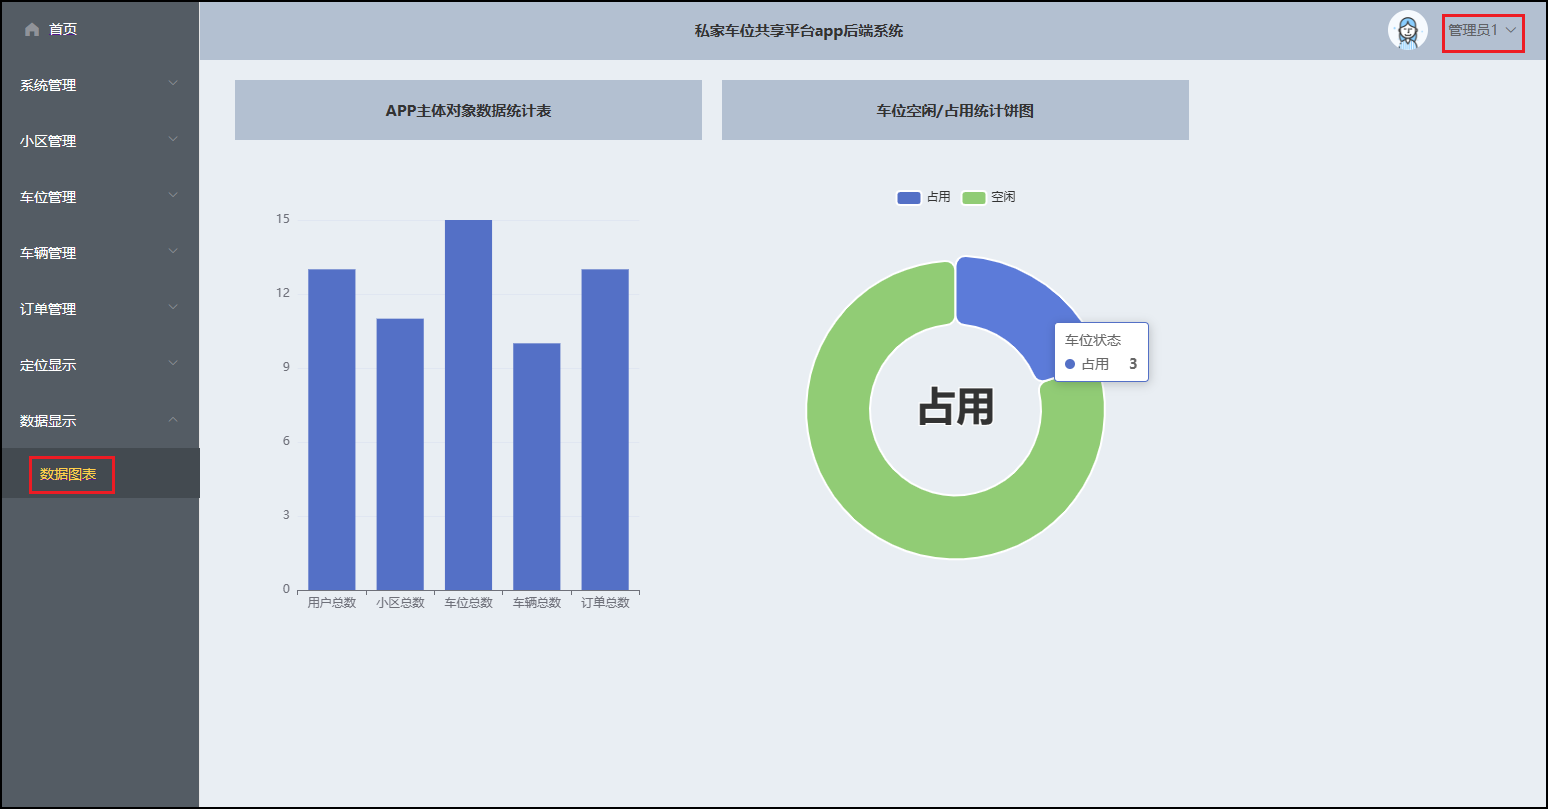 首页
系统管理
小区管理
车位管理
车辆管理
订单管理
定位显示
数据显示
数据图表
私家车位共享平台app后端系统
管理员1
APP主体对象数据统计表
15
12
9
6
3
0
用户总数 小区总数 车位总数 车辆总数 订单总数
车位空闲/占用统计饼图
占用 空闲
车位状态
占用 3
占用